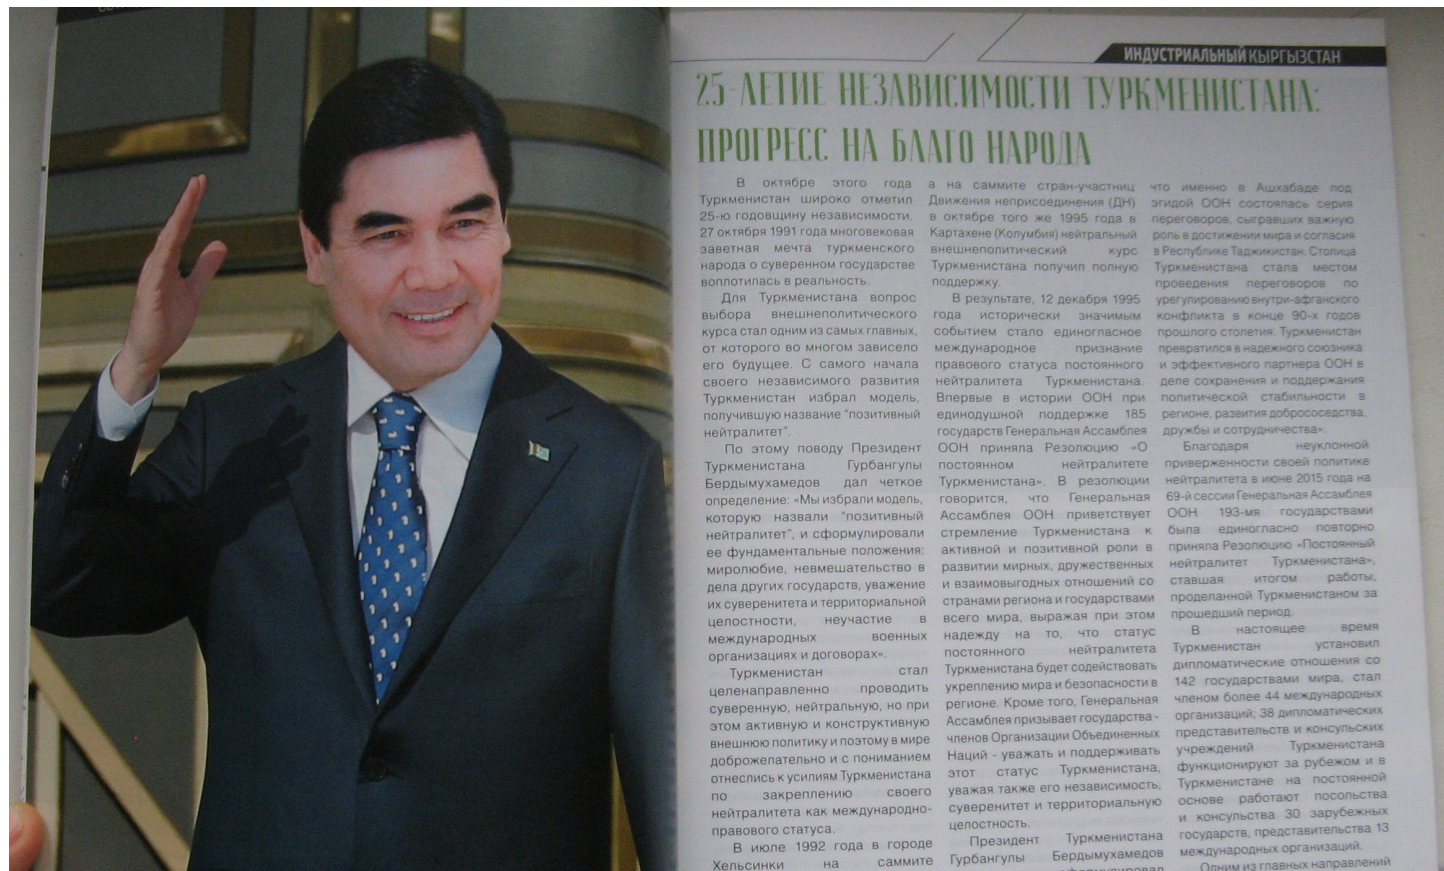 ИНДУСТРИАЛЬНЫЙ КЫРГЫЗСТАН
25-ЛЕТИЕ НЕЗАВИСИМОСТИ ТУРКМЕНИСТАНА:
ПРОГРЕСС НА БЛАГО НАРОДА
В октябре этого года
Туркменистан широко отметил
25-ю годовщину независимости.
27 октября 1991 года многовековая
заветная мечта туркменского
народа о суверенном государстве
воплотилась в реальность.
Для Туркменистана вопрос
выбора внешнеполитического
курса стал одним из самых главных,
от которого во многом зависело
его будущее. С самого начала
своего независимого развития
Туркменистан избрал модель,
получившую название "позитивный
нейтралитет".
По этому поводу Президент
Туркменистана Гурбангулы
Бердымухамедов дал четкое
определение: «Мы избрали модель,
которую назвали "позитивный
нейтралитет", и сформулировали
ее фундаментальные положения:
миролюбие, невмешательство в
дела других государств, уважение
их суверенитета и территориальной
целостности, неучастие в
международных военных
организациях и договорах».
Туркменистан стал
целенаправленно проводить
суверенную, нейтральную, но при
этом активную и конструктивную
внешнюю политику и поэтому в мире
доброжелательно и с пониманием
отнеслись к усилиям Туркменистана
по закреплению своего
нейтралитета как международно-
правового статуса.
В июле 1992 года в городе
Хельсинки на саммите
а на саммите стран-участниц
Движения неприсоединения (ДН)
в октябре того же 1995 года в
Картахене (Колумбия) нейтральный
внешнеполитический курс
Туркменистана получил полную
поддержку.
В результате, 12 декабря 1995
года исторически значимым
событием стало единогласное
международное признание
правового статуса постоянного
нейтралитета Туркменистана.
Впервые в истории ООН при
единодушной поддержке 185
государств Генеральная Ассамблея
ООН приняла Резолюцию «О
постоянном нейтралитете
Туркменистана». В резолюции
говорится, что Генеральная
Ассамблея ООН приветствует
стремление Туркменистана к
активной и позитивной роли в
развитии мирных, дружественных
и взаимовыгодных отношений со
странами региона и государствами
всего мира, выражая при этом
надежду на то, что статус
постоянного нейтралитета
Туркменистана будет содействовать
укреплению мира и безопасности в
регионе. Кроме того, Генеральная
Ассамблея призывает государства -
членов Организации Объединенных
Наций - уважать и поддерживать
этот статус Туркменистана,
уважая также его независимость,
суверенитет и территориальную
целостность.
Президент Туркменистана
Гурбангулы Бердымухамедов
что именно в Ашхабаде под
эгидой ООН состоялась серия
переговоров, сыгравших важную
роль в достижении мира и согласия
в Республике Таджикистан. Столица
Туркменистана стала местом
проведения переговоров по
урегулированию внутри-афганского
конфликта в конце 90-х годов
прошлого столетия. Туркменистан
превратился в надежного союзника
и эффективного партнера ООН в
деле сохранения и поддержания
политической стабильности в
регионе, развития добрососедства,
дружбы и сотрудничества».
Благодаря неуклонной
приверженности своей политике
нейтралитета в июне 2015 года на
69-й сессии Генеральная Ассамблея
ООН 193-мя государствами
была единогласно повторно
приняла Резолюцию «Постоянный
нейтралитет Туркменистана»,
ставшая итогом работы,
проделанной Туркменистаном за
прошедший период.
В настоящее время
Туркменистан установил
дипломатические отношения со
142 государствами мира, стал
членом более 44 международных
организаций; 38 дипломатических
представительств и консульских
учреждений Туркменистана
функционируют за рубежом и в
Туркменистане на постоянной
основе работают посольства
и консульства 30 зарубежных
государств, представительства 13
международных организаций.
Одним из главных направлений